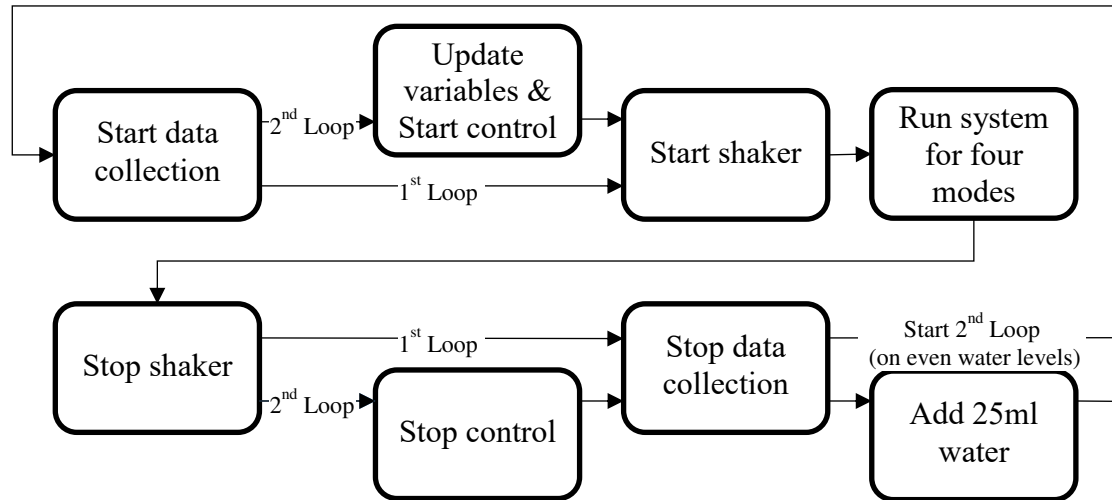 Start data
collection
2nd Loop
1st Loop
Update
variables &
Start control
Start shaker
Run system
for four
modes
Stop shaker
1st Loop
2nd Loop
Stop control
Stop data
collection
Start 2nd Loop
(on even water levels)
Add 25ml
water